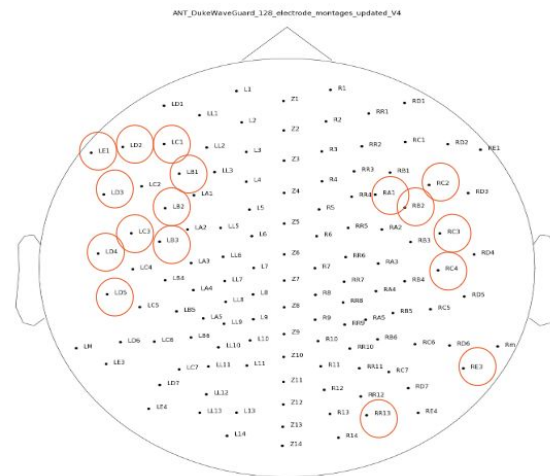 ANT_DukeWaveGuard_128_electrode_montages_updated_V4
L1 Z1 R1
LD1 LL1 RR1 RD1
L2 Z2 R2
LE1 LD2 LC1 LL2 L3 Z3 R3 RR2 RC1 RD2 RE1
LB1 LL3 L4 R4 RR3 RB1
LD3 LC2 LA1 Z4 RR4 RA1 RC2 RD3
LB2 L5 R5 RB2
LC3 LA2 LL5 L6 Z5 R6 RR5 RA2 RC3
LD4 LB3 Z6 RB3 RD4
LC4 LA3 LL6 L7 R7 RR6 RA3 RC4
LD5 LB4 LA4 LL8 L8 Z7 R8 RR7 RA4 RB4 RD5
LC5 LB5 LA5 LL9 L9 Z8 R9 RR8 RR9 RA5 RB5 RC5
LM LD6 LC6 LB6 LL10 L10 Z9 R10 RR10 RB6 RC6 RD6
LE3 LC7 LL11 L11 Z10 R11 RR11 RC7 RE3
LD7 LL12 Z11 R12 RR12 RD7
LE4 LL13 L13 Z12 R13 RR13 RE4
L14 Z13 R14
Z14